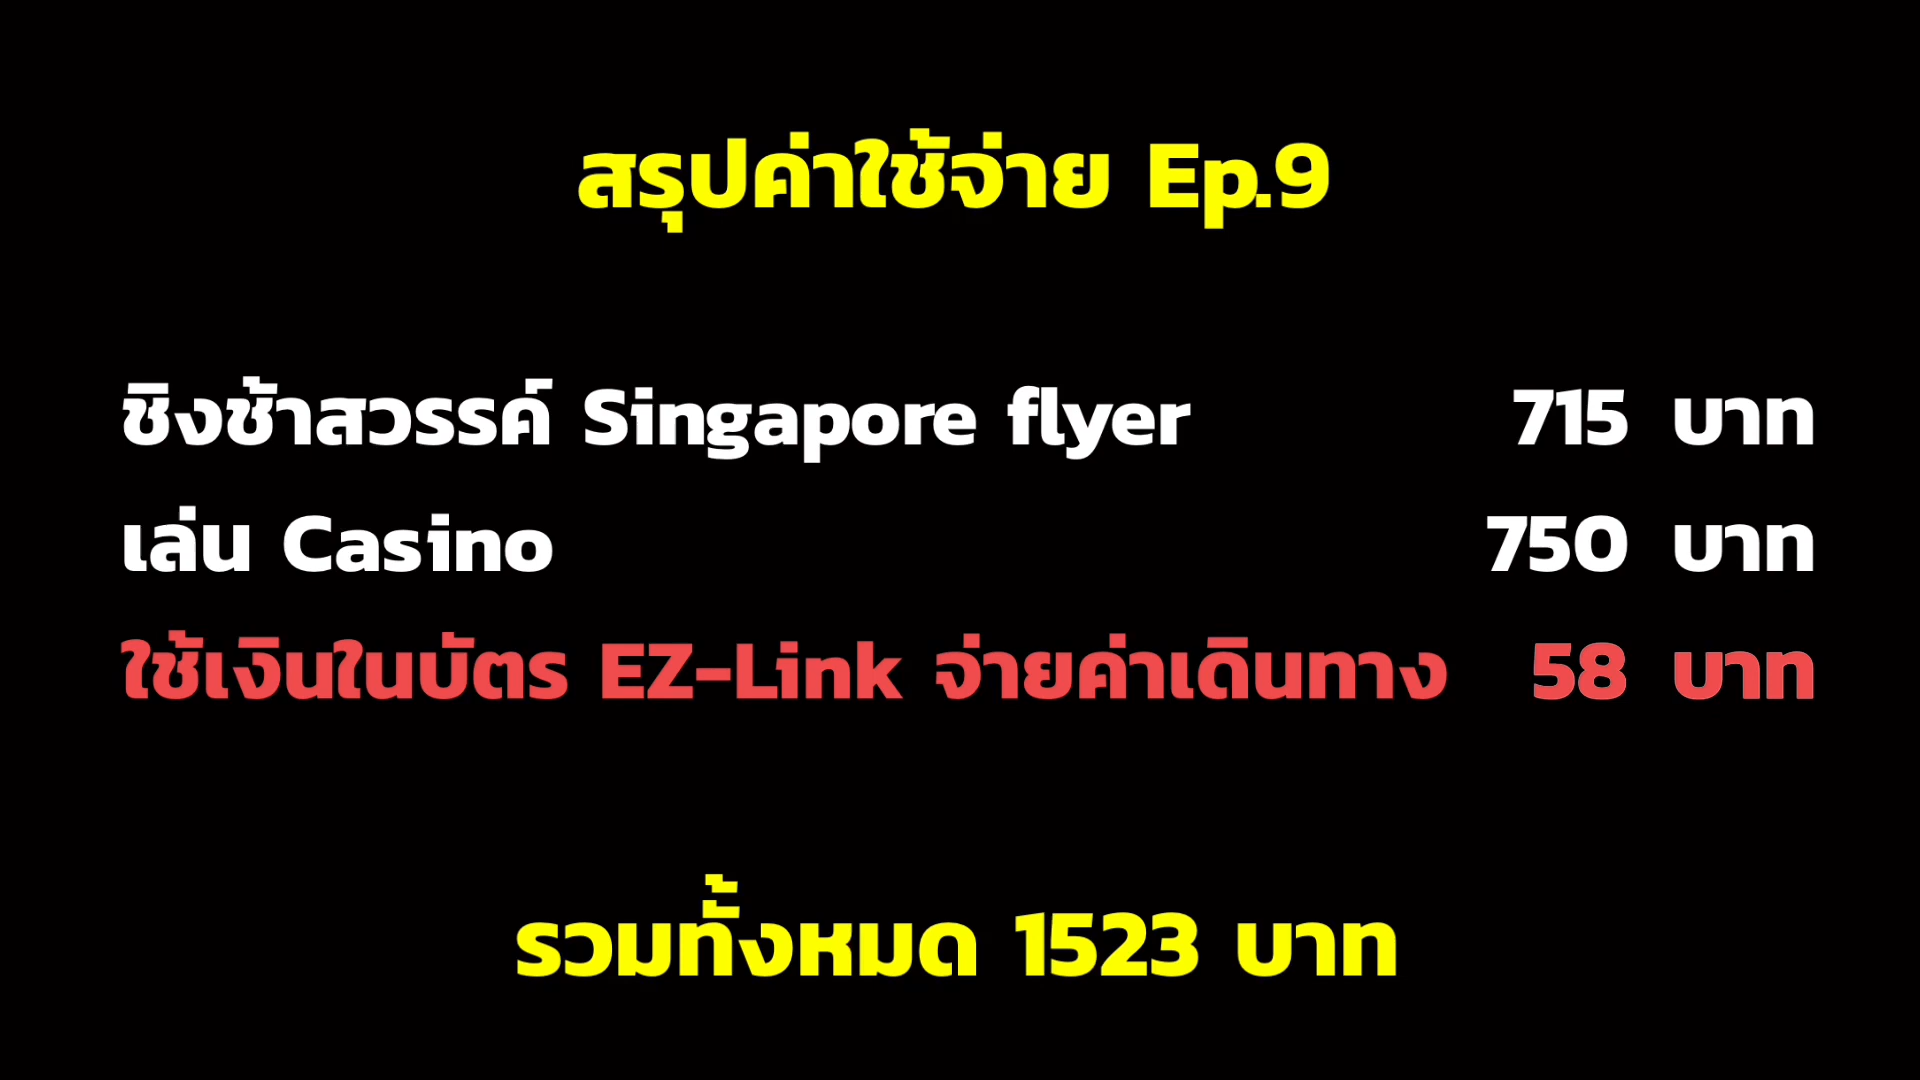 สรุปค่าใช้จ่าย Ep.9
ชิงช้าสวรรค์ Singapore flyer 715 บาท
เล่น Casino 750 บาท
ใช้เงินในบัตร EZ-Link จ่ายค่าเดินทาง 58 บาท
รวมทั้งหมด 1523 บาท